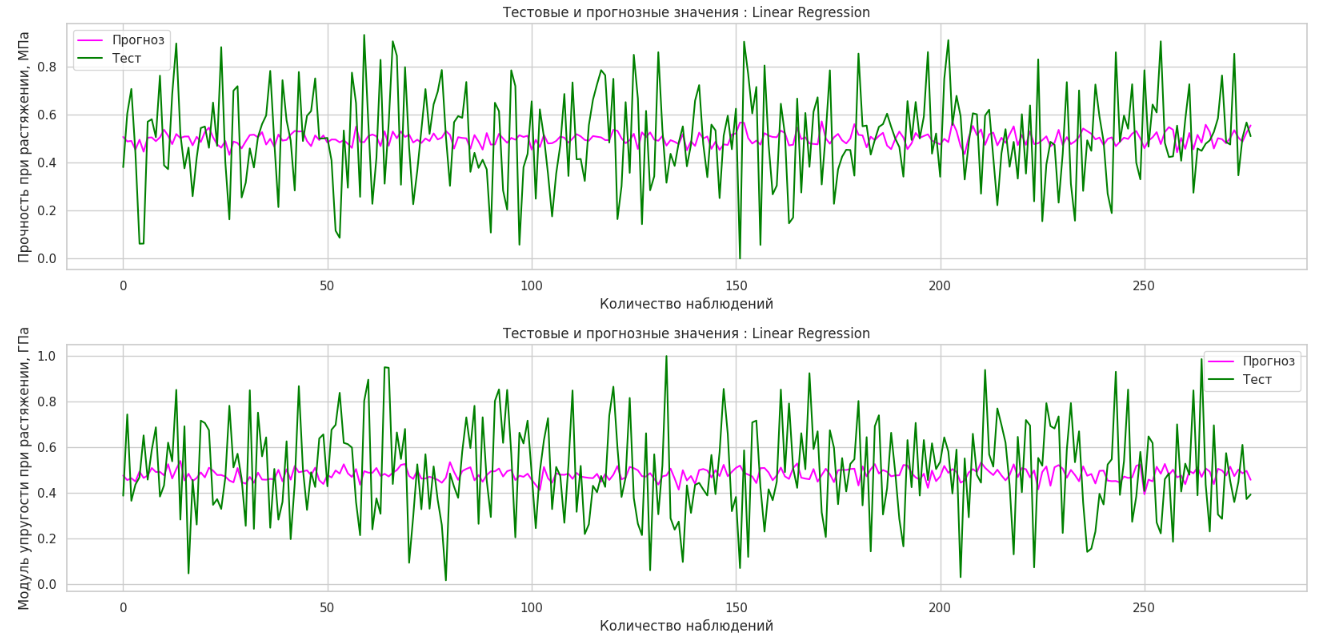 Тестовые и прогнозные значения : Linear Regression
Прочность при растяжении, МПа
Прогноз
Тест
0.8
0.6
0.4
0.2
0.0
0 50 100 150 200 250
Количество наблюдений
Тестовые и прогнозные значения : Linear Regression
Модуль упругости при растяжении, ГПа
Прогноз
Тест
1.0
0.8
0.6
0.4
0.2
0.0
0 50 100 150 200 250
Количество наблюдений